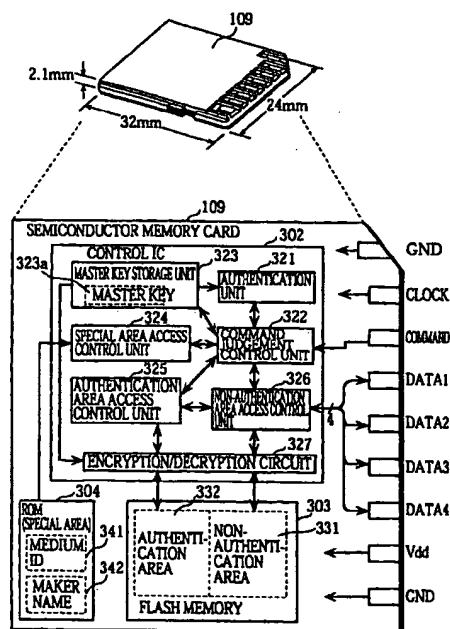 109
2.1mm
32mm
24mm
109
SEMICONDUCTOR MEMORY CARD
302
CONTROL IC
323
321
323a
MASTER KEY STORAGE UNIT
MASTER KEY
AUTHENTICATION
UNIT
324
322
SPECIAL AREA ACCESS
CONTROL UNIT
COMMAND
JUDGEMENT
CONTROL UNIT
325
326
AUTHENTICATION
AREA ACCESS
CONTROL UNIT
NON-AUTHENTICATION
AREA ACCESS CONTROL
UNIT
4
327
ENCRYPTION/DECRYPTION CIRCUIT
304
332
303
ROM
(SPECIAL AREA)
341
MEDIUM
ID
342
MAKER
NAME
AUTHENTI-
CATION
AREA
331
NON-
AUTHENTI-
CATION
AREA
FLASH MEMORY
GND
CLOCK
COMMAND
DATA1
DATA2
DATA3
DATA4
Vdd
GND